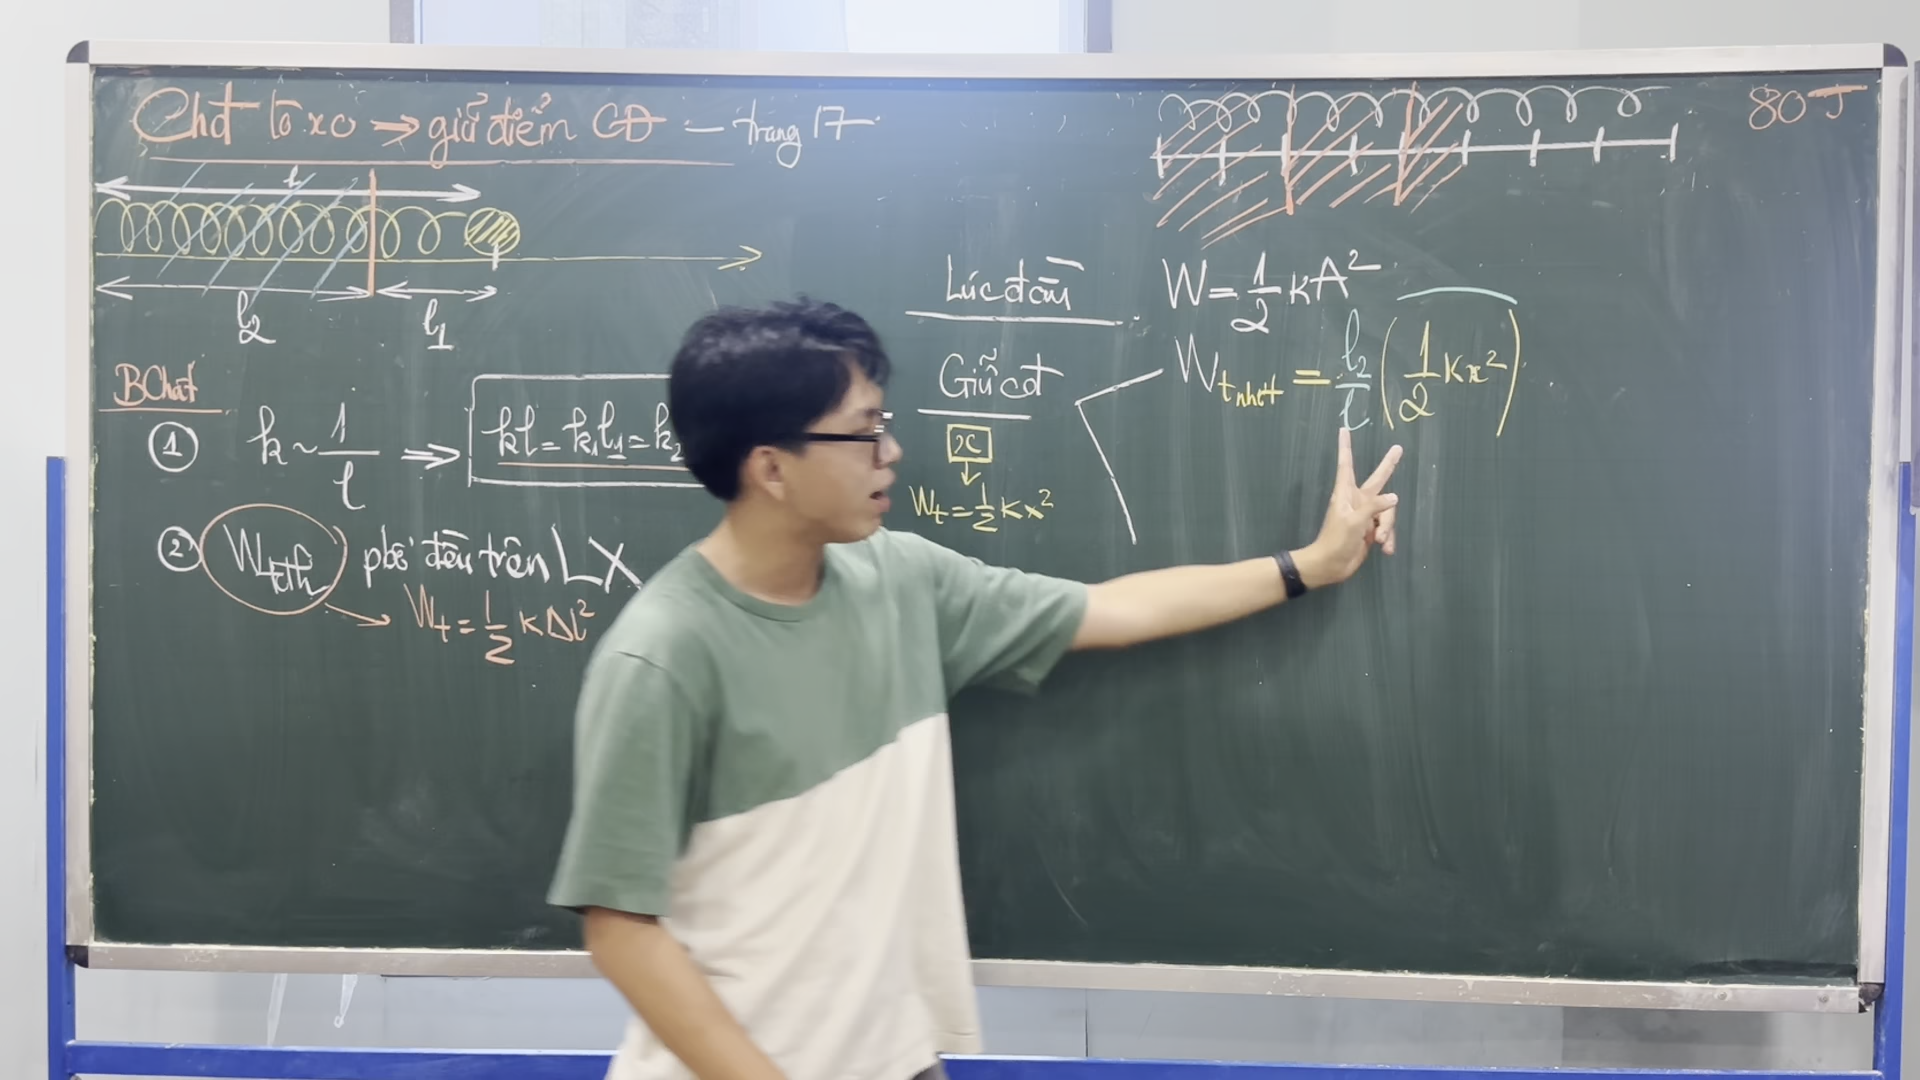 Chđ lò xo → giữ điểm CĐ – trang 17
80 J
l
l2 l1
BChất
① k ~ 1/l ⇒ kl = k1l1 = k2
② Wtđh phbố đều trên LX
Wt = 1/2 kΔl²
Lúc đầu W = 1/2 kA²
Giữ cđ Wt nhốt = l2/l (1/2 kx²)
x
↓
Wt = 1/2 kx²